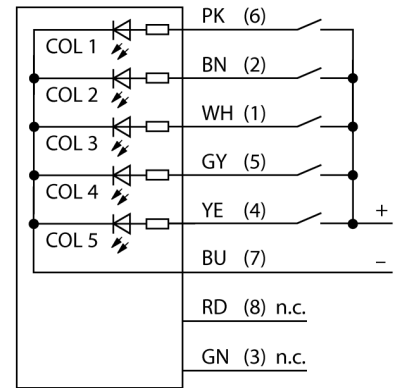 PK (6)
COL 1
BN (2)
COL 2
WH (1)
COL 3
GY (5)
COL 4
YE (4) +
COL 5
BU (7) –
RD (8) n.c.
GN (3) n.c.